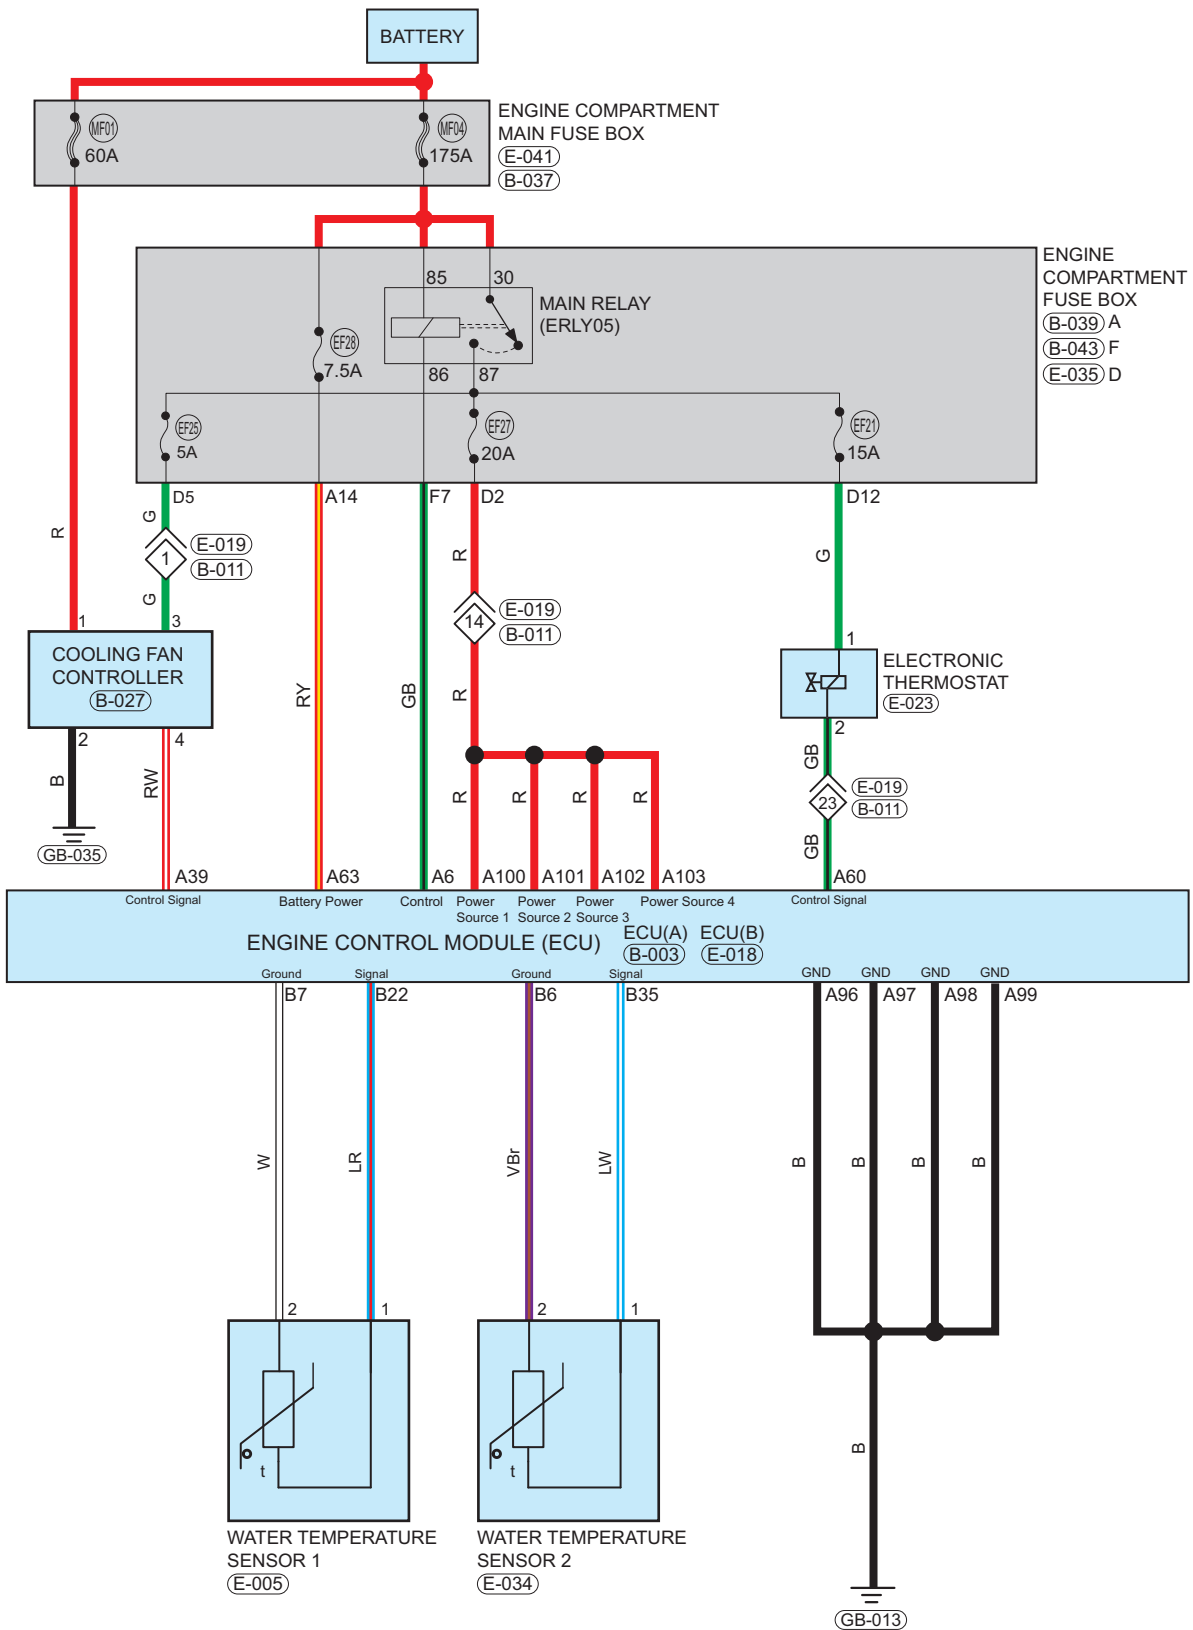 BATTERY
ENGINE COMPARTMENT
MAIN FUSE BOX
E-041
B-037
MF01
60A
MF04
175A
ENGINE
COMPARTMENT
FUSE BOX
B-039 A
B-043 F
E-035 D
85
30
MAIN RELAY
(ERLY05)
86
87
EF28
7.5A
EF25
5A
EF27
20A
EF21
15A
D5
A14
F7
D2
D12
R
G
E-019
1
B-011
G
R
E-019
14
B-011
R
G
RY
GB
1
3
COOLING FAN
CONTROLLER
B-027
2
4
B
RW
GB-035
1
ELECTRONIC
THERMOSTAT
E-023
2
GB
E-019
23
B-011
GB
R
R
R
R
A39
A63
A6
A100
A101
A102
A103
A60
Control Signal
Battery Power
Control
Power
Source 1
Power
Source 2
Power
Source 3
Power Source 4
Control Signal
ENGINE CONTROL MODULE (ECU)
ECU(A)
B-003
ECU(B)
E-018
Ground
Signal
Ground
Signal
GND
GND
GND
GND
B7
B22
B6
B35
A96
A97
A98
A99
W
LR
VBr
LW
B
B
B
B
2
1
2
1
t
t
B
WATER TEMPERATURE
SENSOR 1
E-005
WATER TEMPERATURE
SENSOR 2
E-034
GB-013